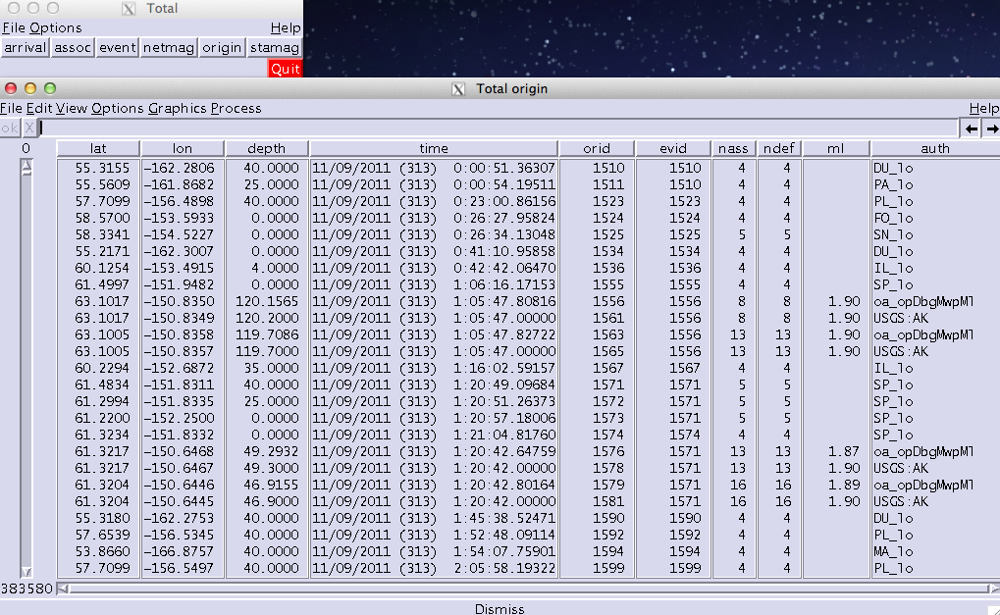 X Total
File Options Help
arrival assoc event netmag origin stamag
Quit
X Total origin
File Edit View Options Graphics Process Help
ok X
0 lat lon depth time orid evid nass ndef ml auth
55.3155 -162.2806 40.0000 11/09/2011 (313) 0:00:51.36307 1510 1510 4 4 DU_lo
55.5609 -161.8682 25.0000 11/09/2011 (313) 0:00:54.19511 1511 1510 4 4 PA_lo
57.7099 -156.4898 40.0000 11/09/2011 (313) 0:23:00.86156 1523 1523 4 4 PL_lo
58.5700 -153.5933 0.0000 11/09/2011 (313) 0:26:27.95824 1524 1524 4 4 FO_lo
58.3341 -154.5227 0.0000 11/09/2011 (313) 0:26:34.13048 1525 1525 5 5 SN_lo
55.2171 -162.3007 0.0000 11/09/2011 (313) 0:41:10.95858 1534 1534 4 4 DU_lo
60.1254 -153.4915 4.0000 11/09/2011 (313) 0:42:42.06470 1536 1536 4 4 IL_lo
61.4997 -151.9482 0.0000 11/09/2011 (313) 1:06:16.17153 1555 1555 4 4 SP_lo
63.1017 -150.8350 120.1565 11/09/2011 (313) 1:05:47.80816 1556 1556 8 8 1.90 oa_opDbgMwpMl
63.1017 -150.8349 120.2000 11/09/2011 (313) 1:05:47.00000 1561 1556 8 8 1.90 USGS:AK
63.1005 -150.8358 119.7086 11/09/2011 (313) 1:05:47.82722 1563 1556 13 13 1.90 oa_opDbgMwpMl
63.1005 -150.8357 119.7000 11/09/2011 (313) 1:05:47.00000 1565 1556 13 13 1.90 USGS:AK
60.2294 -152.6872 35.0000 11/09/2011 (313) 1:16:02.59157 1567 1567 4 4 IL_lo
61.4834 -151.8311 40.0000 11/09/2011 (313) 1:20:49.09684 1571 1571 5 5 SP_lo
61.2994 -151.8335 25.0000 11/09/2011 (313) 1:20:51.26373 1572 1571 5 5 SP_lo
61.2200 -152.2500 0.0000 11/09/2011 (313) 1:20:57.18006 1573 1571 5 5 SP_lo
61.3234 -151.8332 0.0000 11/09/2011 (313) 1:21:04.81760 1574 1574 4 4 SP_lo
61.3217 -150.6468 49.2932 11/09/2011 (313) 1:20:42.64759 1576 1571 13 13 1.87 oa_opDbgMwpMl
61.3217 -150.6467 49.3000 11/09/2011 (313) 1:20:42.00000 1578 1571 13 13 1.90 USGS:AK
61.3204 -150.6446 46.9155 11/09/2011 (313) 1:20:42.80164 1579 1571 16 16 1.89 oa_opDbgMwpMl
61.3204 -150.6445 46.9000 11/09/2011 (313) 1:20:42.00000 1581 1571 16 16 1.90 USGS:AK
55.3180 -162.2753 40.0000 11/09/2011 (313) 1:45:38.52471 1590 1590 4 4 DU_lo
57.6539 -156.5345 40.0000 11/09/2011 (313) 1:52:48.09114 1592 1592 4 4 PL_lo
53.8660 -166.8757 40.0000 11/09/2011 (313) 1:54:07.75901 1594 1594 4 4 MA_lo
57.7099 -156.5497 40.0000 11/09/2011 (313) 2:05:58.19322 1599 1599 4 4 PL_lo
383580
Dismiss